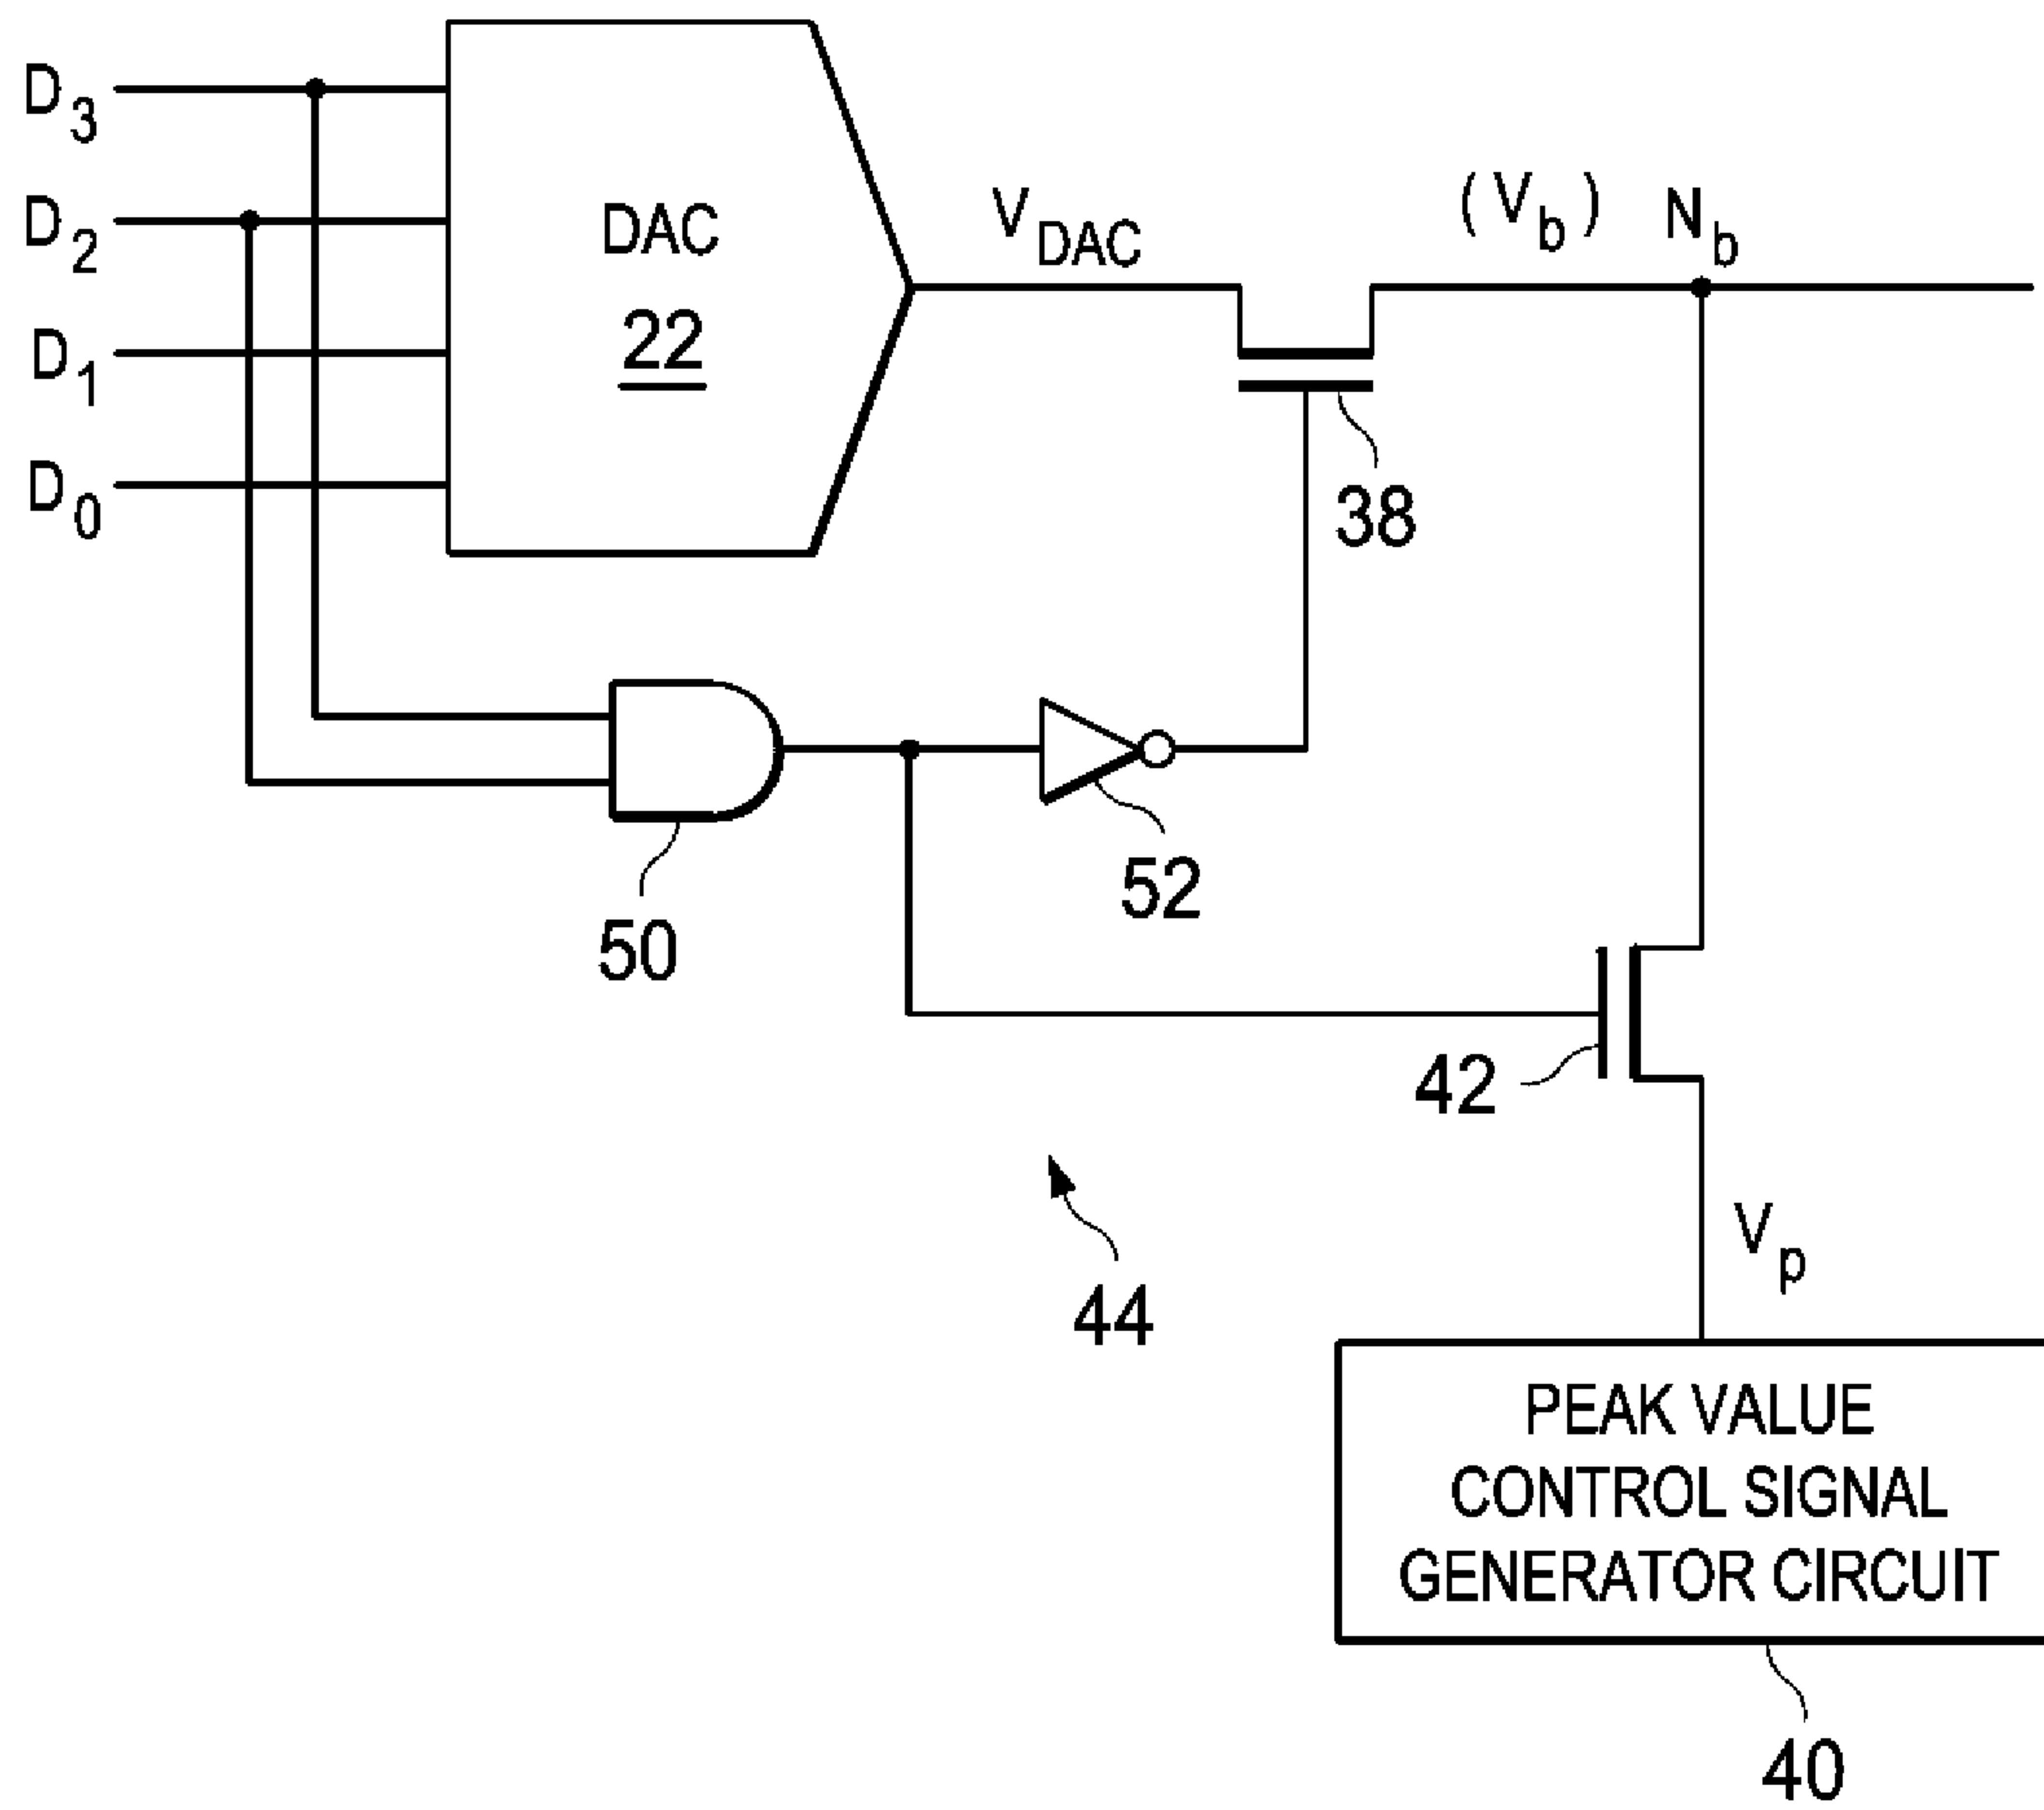 D3
D2
D1
D0
DAC
22
VDAC
(Vb) Nb
38
50
52
42
44
Vp
PEAK VALUE
CONTROL SIGNAL
GENERATOR CIRCUIT
40